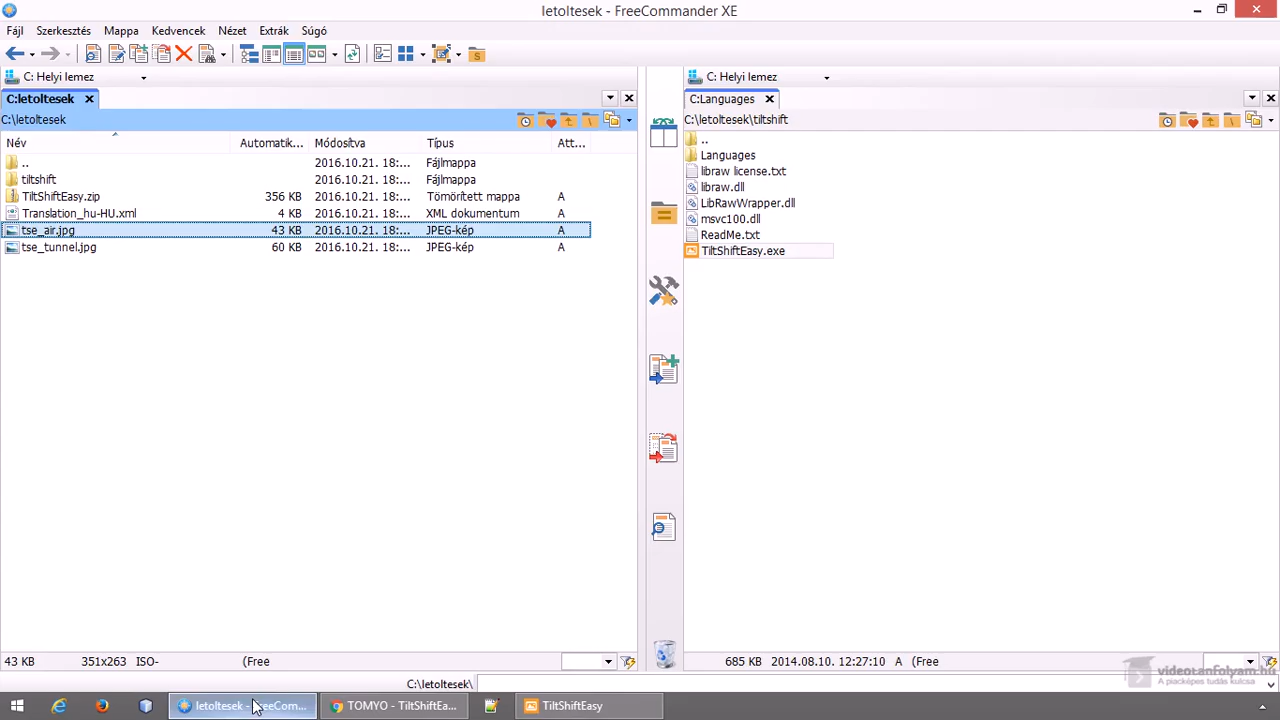 letoltesek - FreeCommander XE
Fájl Szerkesztés Mappa Kedvencek Nézet Extrák Súgó
S
C: Helyi lemez
C:letoltesek
C:\letoltesek
Név Automatik... Módosítva Típus Att...
.. 2016.10.21. 18:... Fájlmappa
tiltshift 2016.10.21. 18:... Fájlmappa
TiltShiftEasy.zip 356 KB 2016.10.21. 18:... Tömörített mappa A
Translation_hu-HU.xml 4 KB 2016.10.21. 18:... XML dokumentum A
tse_air.jpg 43 KB 2016.10.21. 18:... JPEG-kép A
tse_tunnel.jpg 60 KB 2016.10.21. 18:... JPEG-kép A
43 KB 351x263 ISO- (Free
C: Helyi lemez
C:Languages
C:\letoltesek\tiltshift
..
Languages
libraw license.txt
libraw.dll
LibRawWrapper.dll
msvc100.dll
ReadMe.txt
TiltShiftEasy.exe
685 KB 2014.08.10. 12:27:10 A (Free
videotanfolyam.hu
A piacképes tudás kulcsa
C:\letoltesek\
letoltesek - FreeCom... TOMYO - TiltShiftEa... TiltShiftEasy